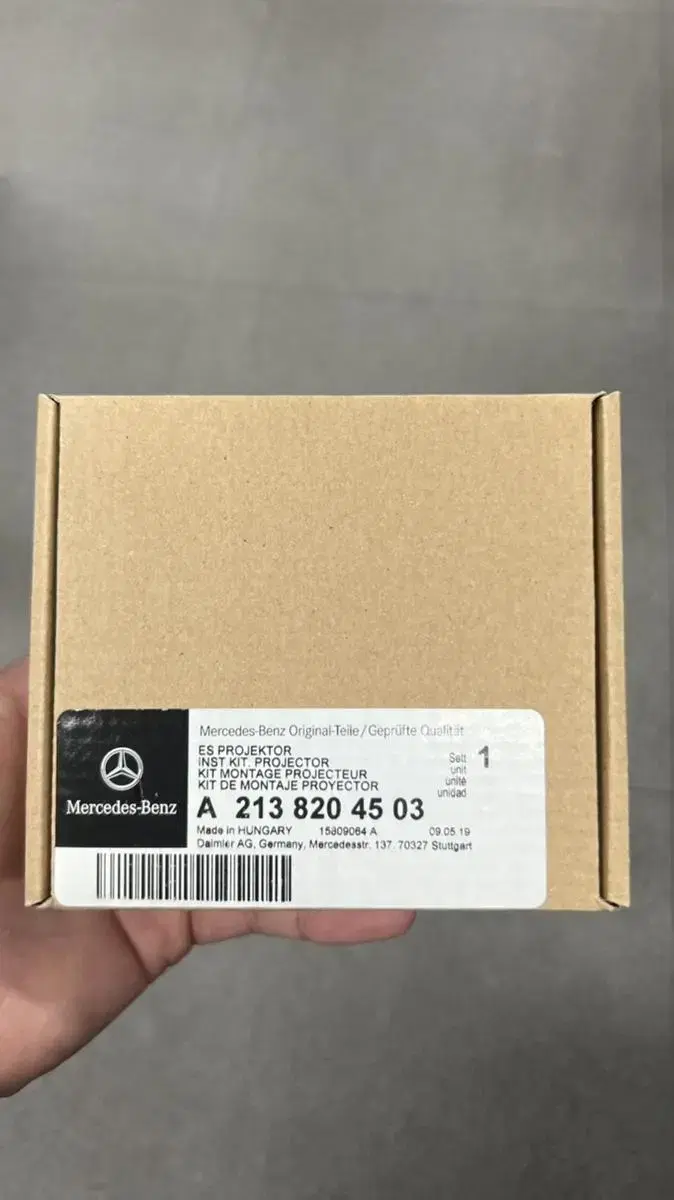 Mercedes-Benz Original-Teile/Geprüfte Qualität
ES PROJEKTOR
INST.KIT. PROJECTOR
KIT MONTAGE PROJECTEUR
KIT DE MONTAJE PROYECTOR
Satt 1
unit
unité
unidad
Mercedes-Benz
A 213 820 45 03
Made in HUNGARY 15809064 A 09.05.19
Daimler AG, Germany, Mercedesstr. 137. 70327 Stuttgart